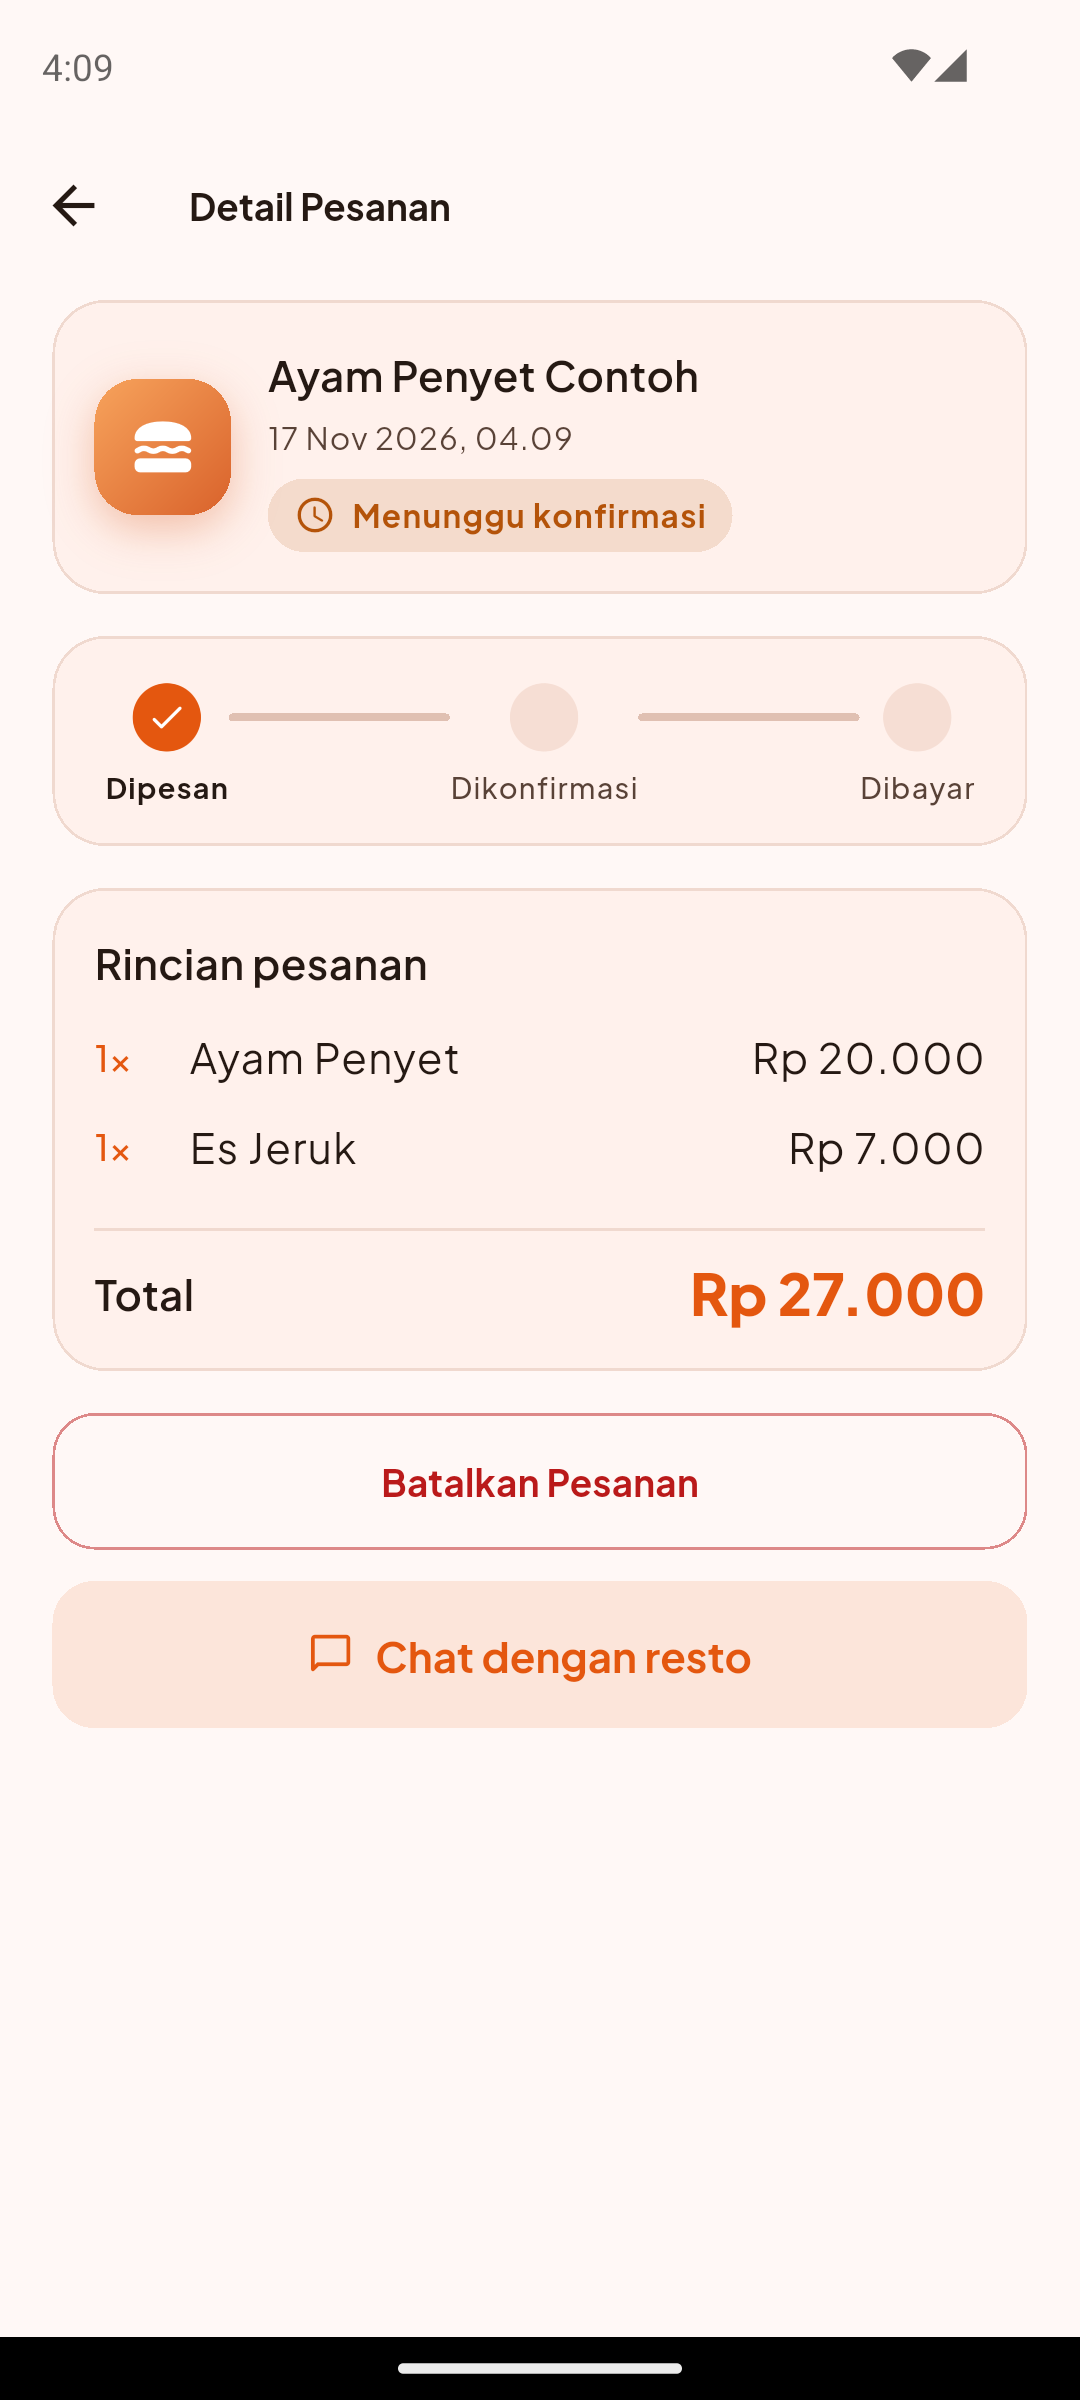 4:09
Detail Pesanan
Ayam Penyet Contoh
17 Nov 2026, 04.09
Menunggu konfirmasi
Dipesan
Dikonfirmasi
Dibayar
Rincian pesanan
1× Ayam Penyet Rp 20.000
1× Es Jeruk Rp 7.000
Total Rp 27.000
Batalkan Pesanan
Chat dengan resto